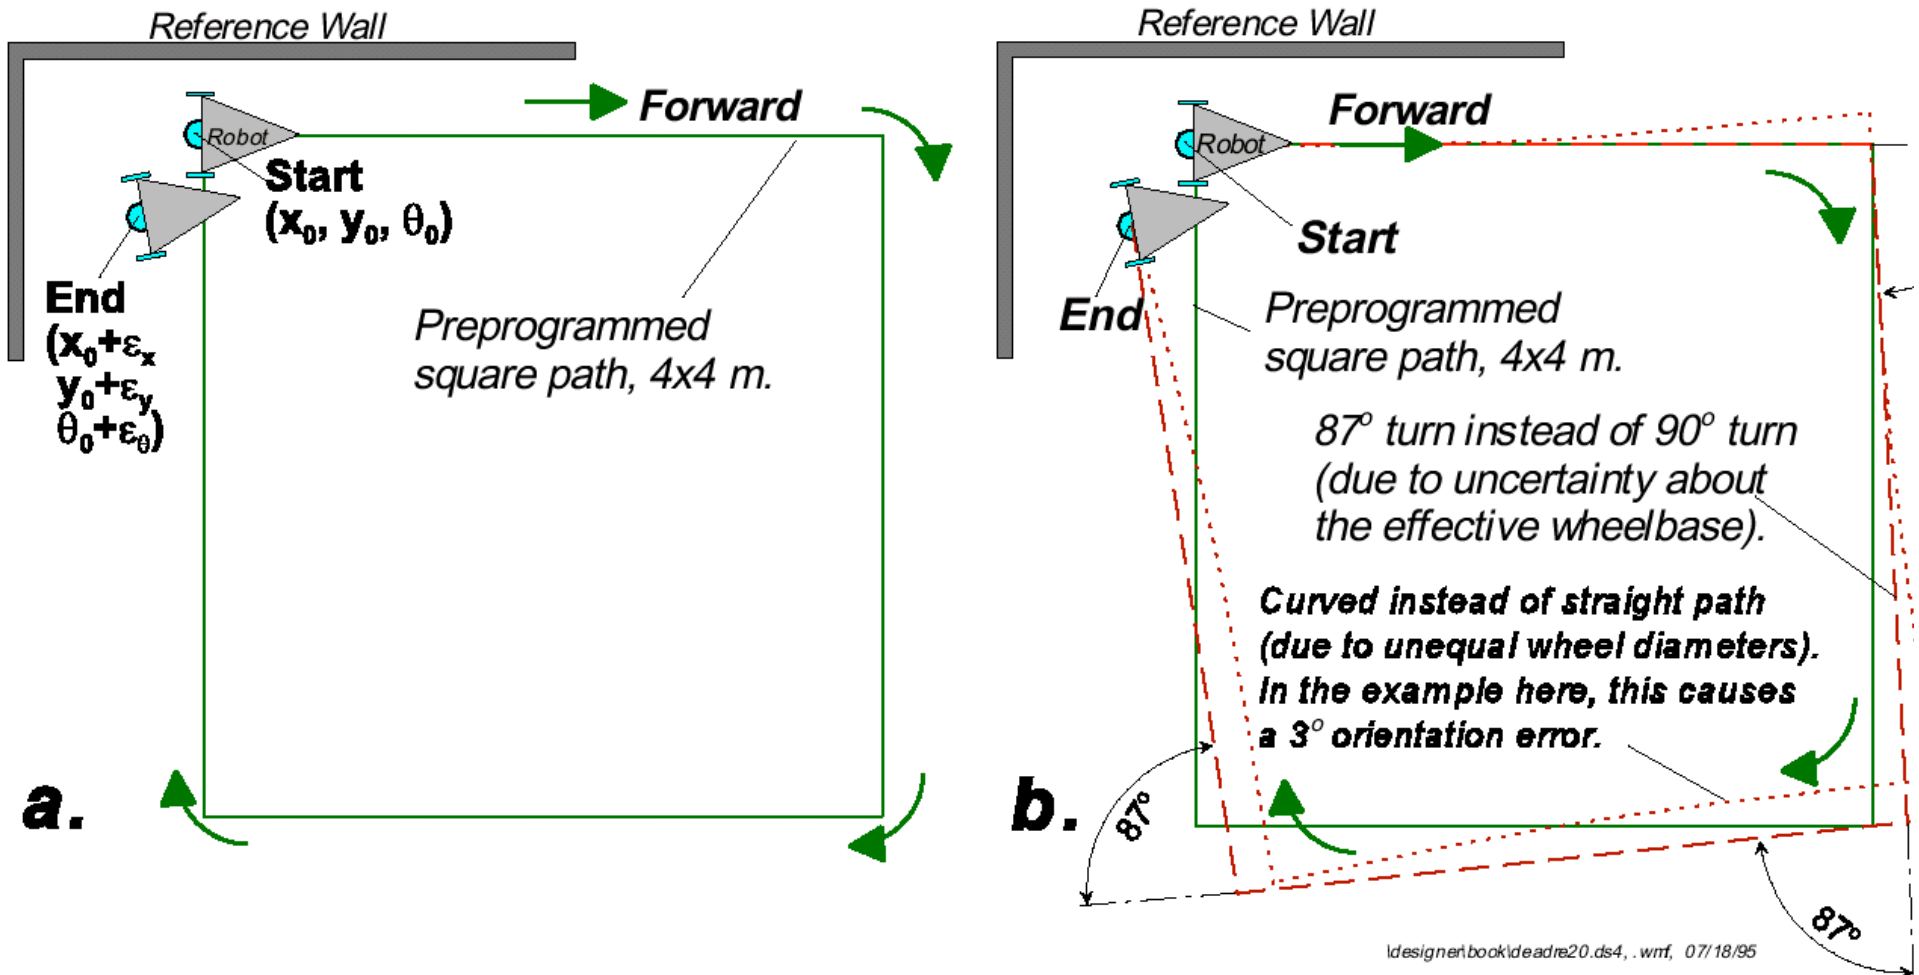 Reference Wall
Forward
Robot
Start
(x₀, y₀, θ₀)
End
(x₀+εₓ
y₀+εᵧ
θ₀+ε_θ)
Preprogrammed
square path, 4x4 m.
a.
Reference Wall
Forward
Robot
Start
End
Preprogrammed
square path, 4x4 m.
87° turn instead of 90° turn
(due to uncertainty about
the effective wheelbase).
Curved instead of straight path
(due to unequal wheel diameters).
In the example here, this causes
a 3° orientation error.
b.
87°
87°
\designer\book\deadre20.ds4, .wmf, 07/18/95